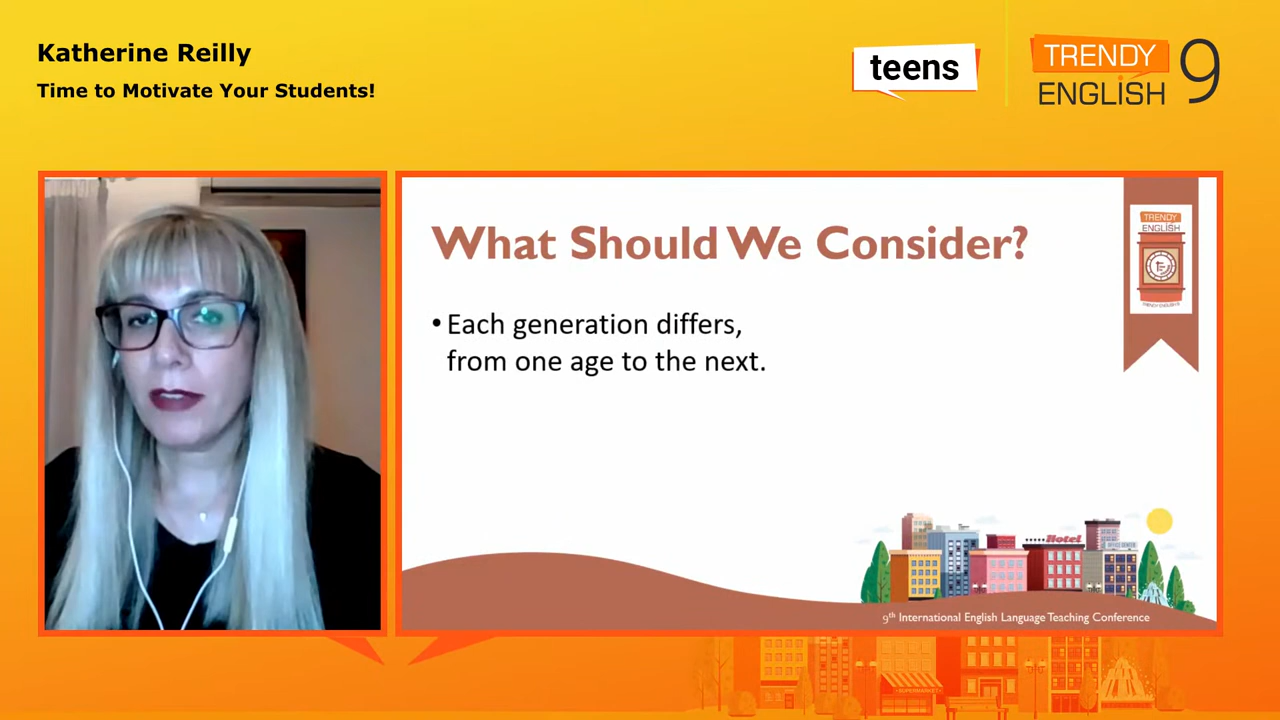 Katherine Reilly
Time to Motivate Your Students!
teens
TRENDY
ENGLISH
9
What Should We Consider?
• Each generation differs,
from one age to the next.
TRENDY
ENGLISH
Hotel
9th International English Language Teaching Conference
SUPERMARKET